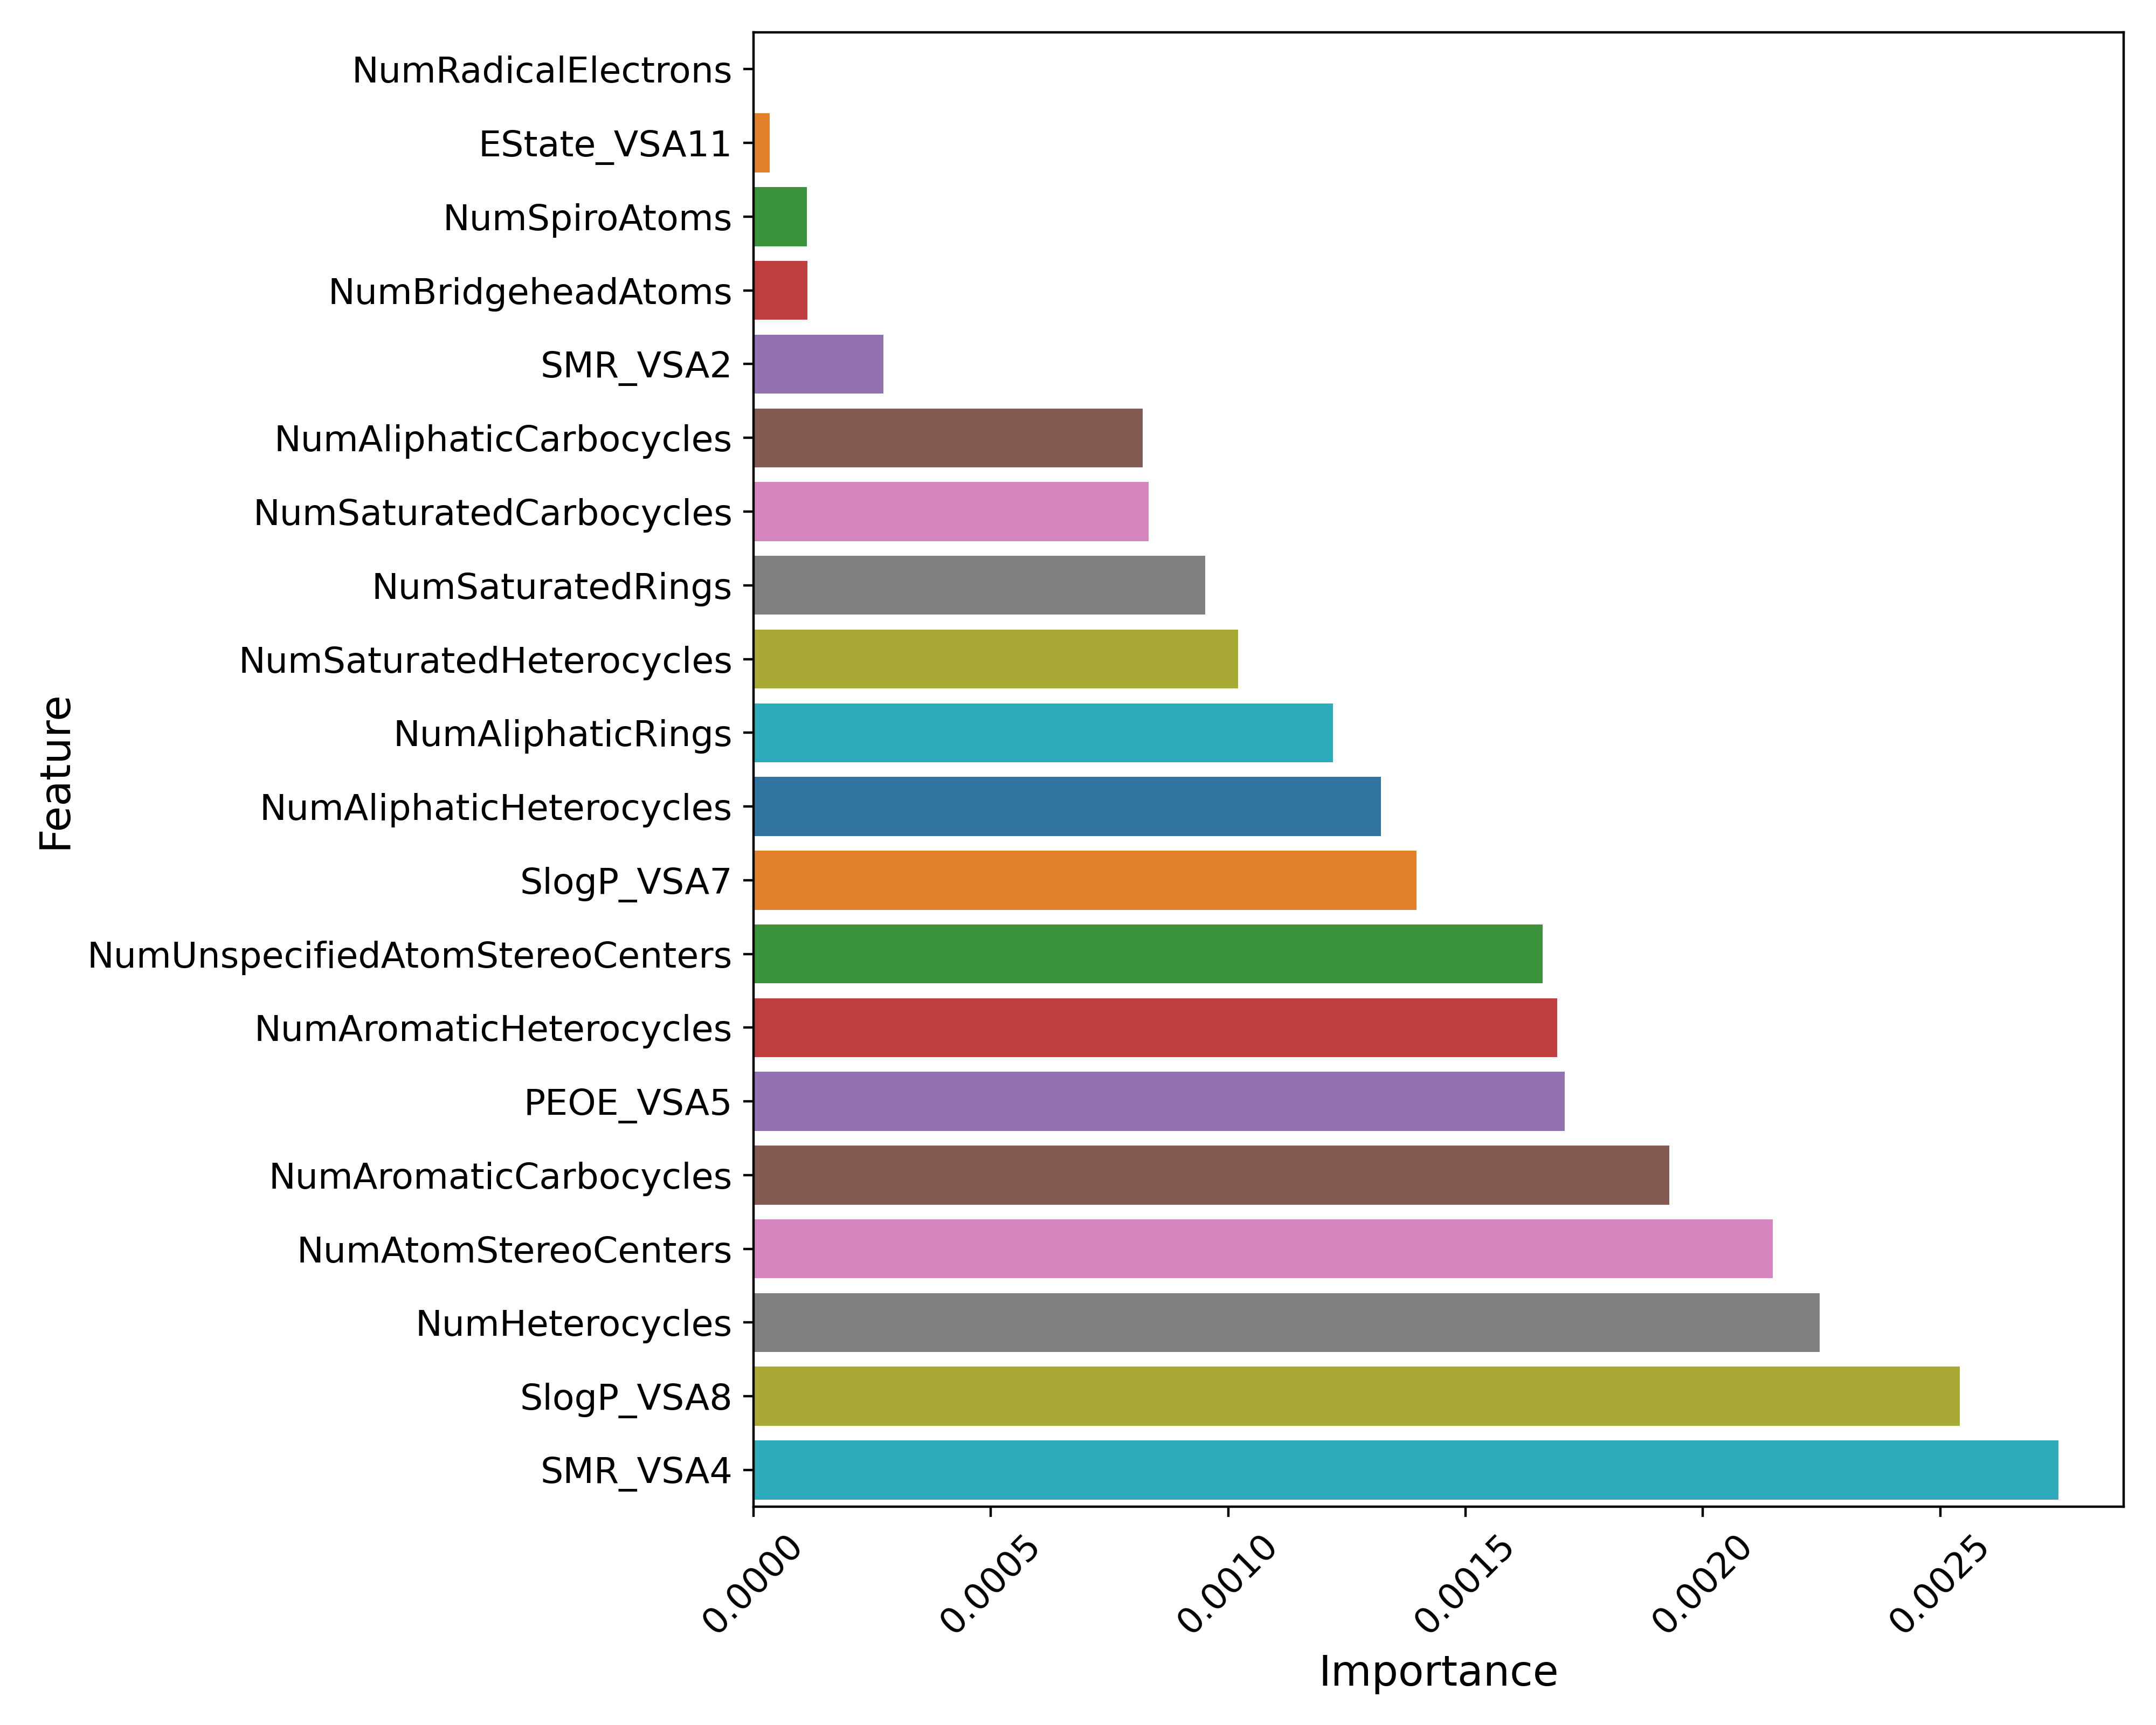 NumRadicalElectrons
EState_VSA11
NumSpiroAtoms
NumBridgeheadAtoms
SMR_VSA2
NumAliphaticCarbocycles
NumSaturatedCarbocycles
NumSaturatedRings
NumSaturatedHeterocycles
NumAliphaticRings
NumAliphaticHeterocycles
SlogP_VSA7
NumUnspecifiedAtomStereoCenters
NumAromaticHeterocycles
PEOE_VSA5
NumAromaticCarbocycles
NumAtomStereoCenters
NumHeterocycles
SlogP_VSA8
SMR_VSA4
Feature
0.0000
0.0005
0.0010
0.0015
0.0020
0.0025
Importance